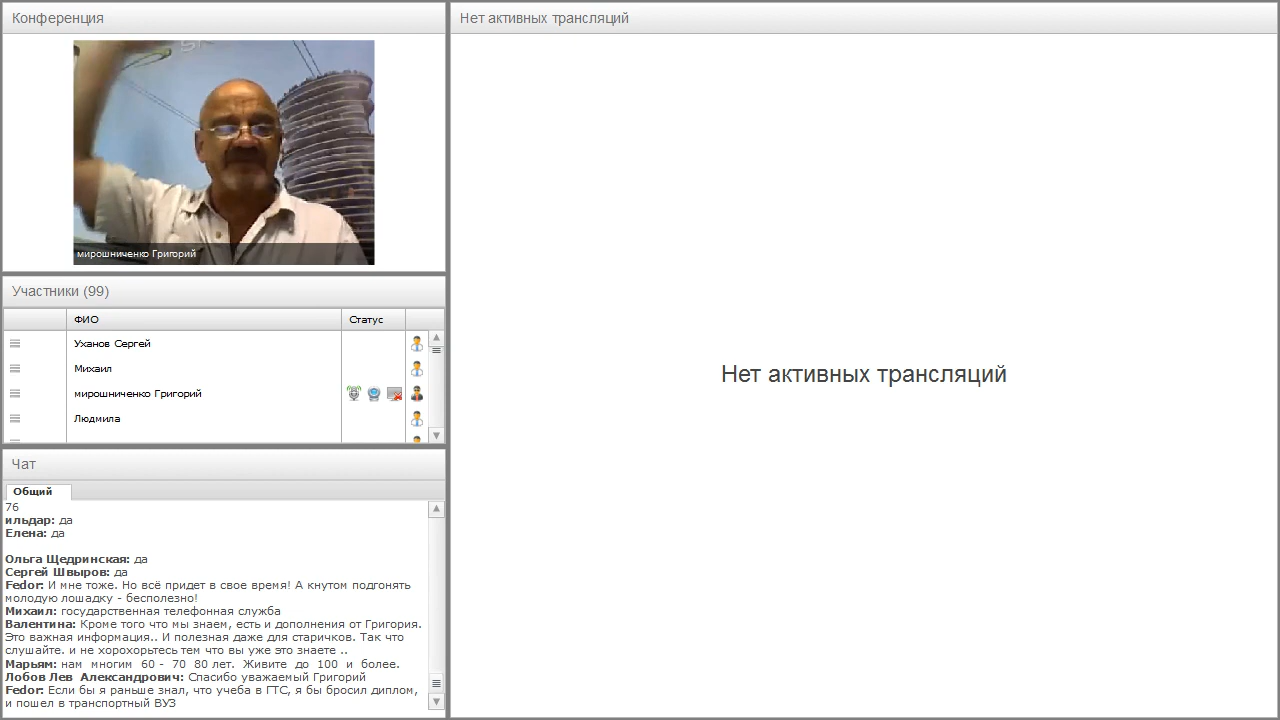 Конференция
Нет активных трансляций
мирошниченко Григорий
Участники (99)
ФИО
Статус
Уханов Сергей
Михаил
мирошниченко Григорий
Людмила
Чат
Общий
76
ильдар: да
Елена: да
Ольга Щедринская: да
Сергей Швыров: да
Fedor: И мне тоже. Но всё придет в свое время! А кнутом подгонять
молодую лошадку - бесполезно!
Михаил: государственная телефонная служба
Валентина: Кроме того что мы знаем, есть и дополнения от Григория.
Это важная информация.. И полезная даже для старичков. Так что
слушайте. и не хорохорьтесь тем что вы уже это знаете ..
Марьям: нам многим 60 - 70 80 лет. Живите до 100 и более.
Лобов Лев Александрович: Спасибо уважаемый Григорий
Fedor: Если бы я раньше знал, что учеба в ГТС, я бы бросил диплом,
и пошел в транспортный ВУЗ
Нет активных трансляций